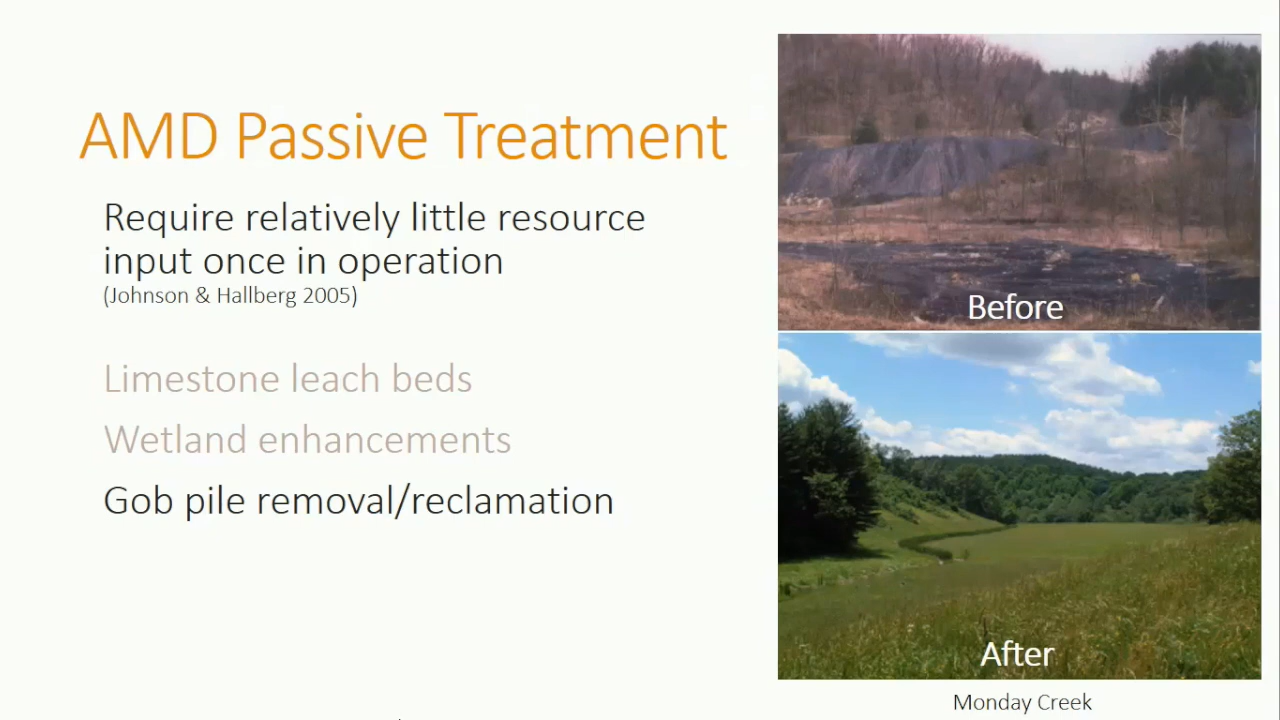 AMD Passive Treatment
Require relatively little resource
input once in operation
(Johnson & Hallberg 2005)
Limestone leach beds
Wetland enhancements
Gob pile removal/reclamation
Before
After
Monday Creek